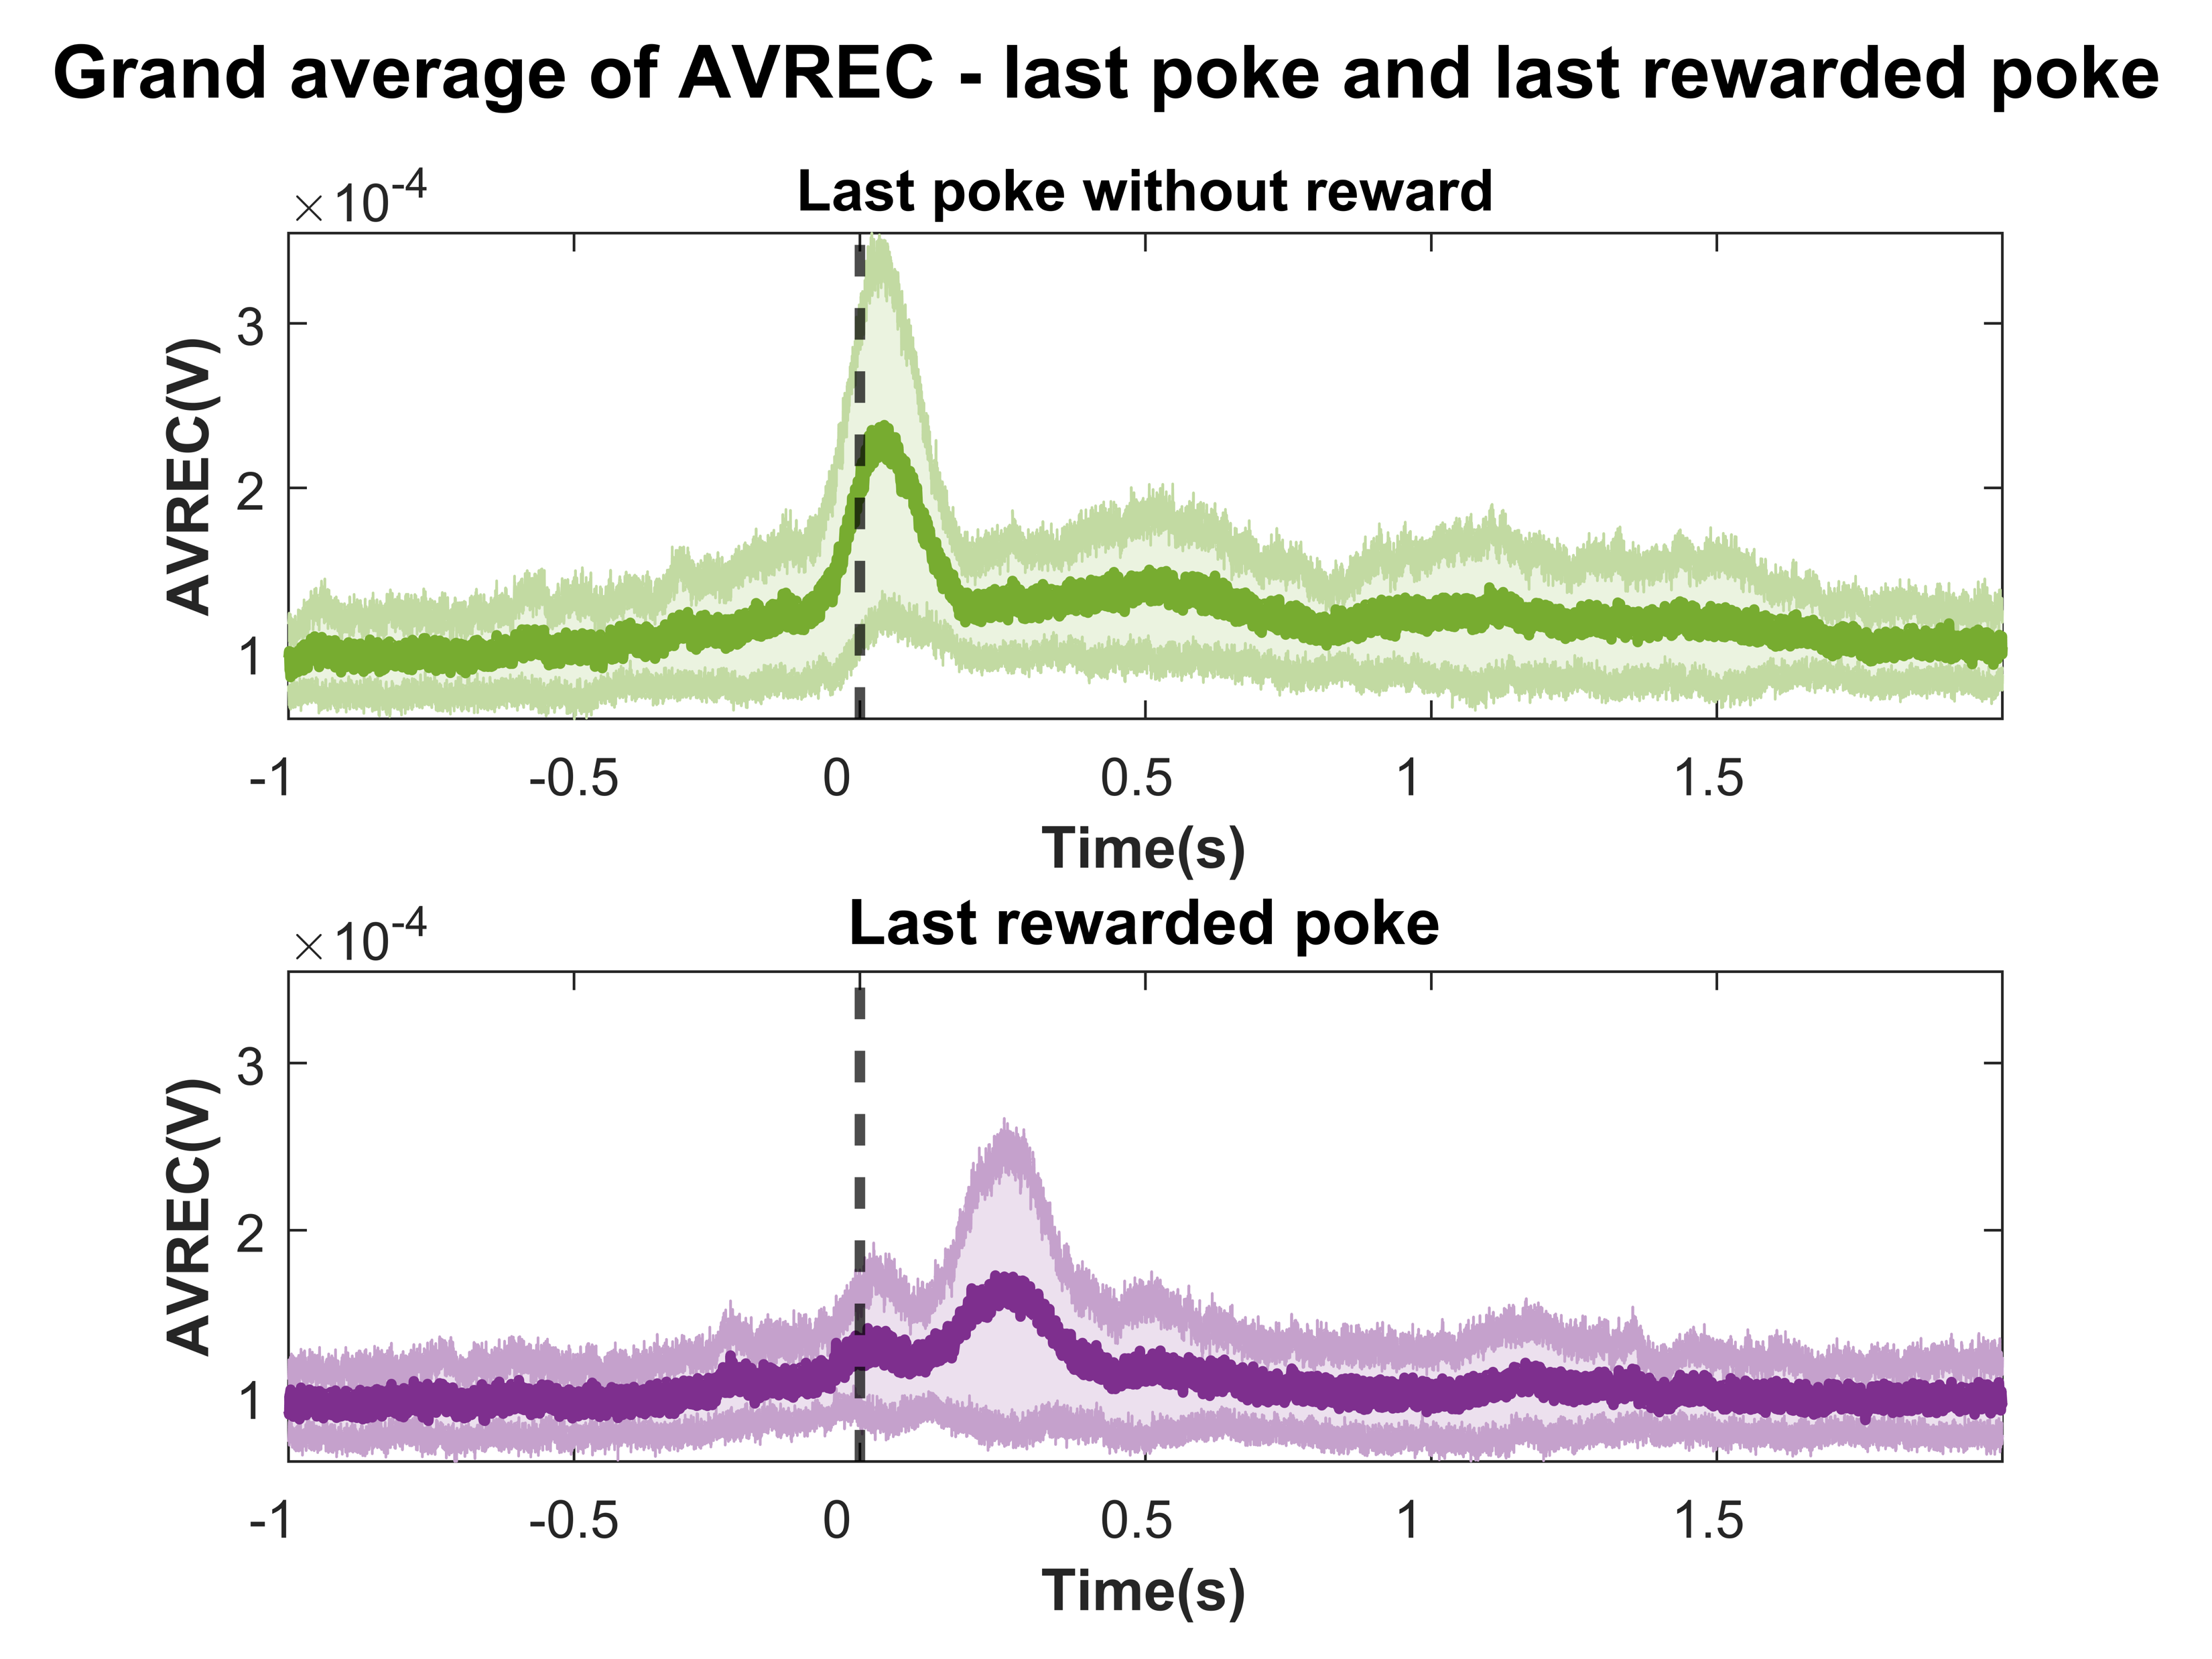 Grand average of AVREC - last poke and last rewarded poke
Last poke without reward
×10-4
AVREC(V)
3
2
1
-1 -0.5 0 0.5 1 1.5
Time(s)
Last rewarded poke
×10-4
AVREC(V)
3
2
1
-1 -0.5 0 0.5 1 1.5
Time(s)